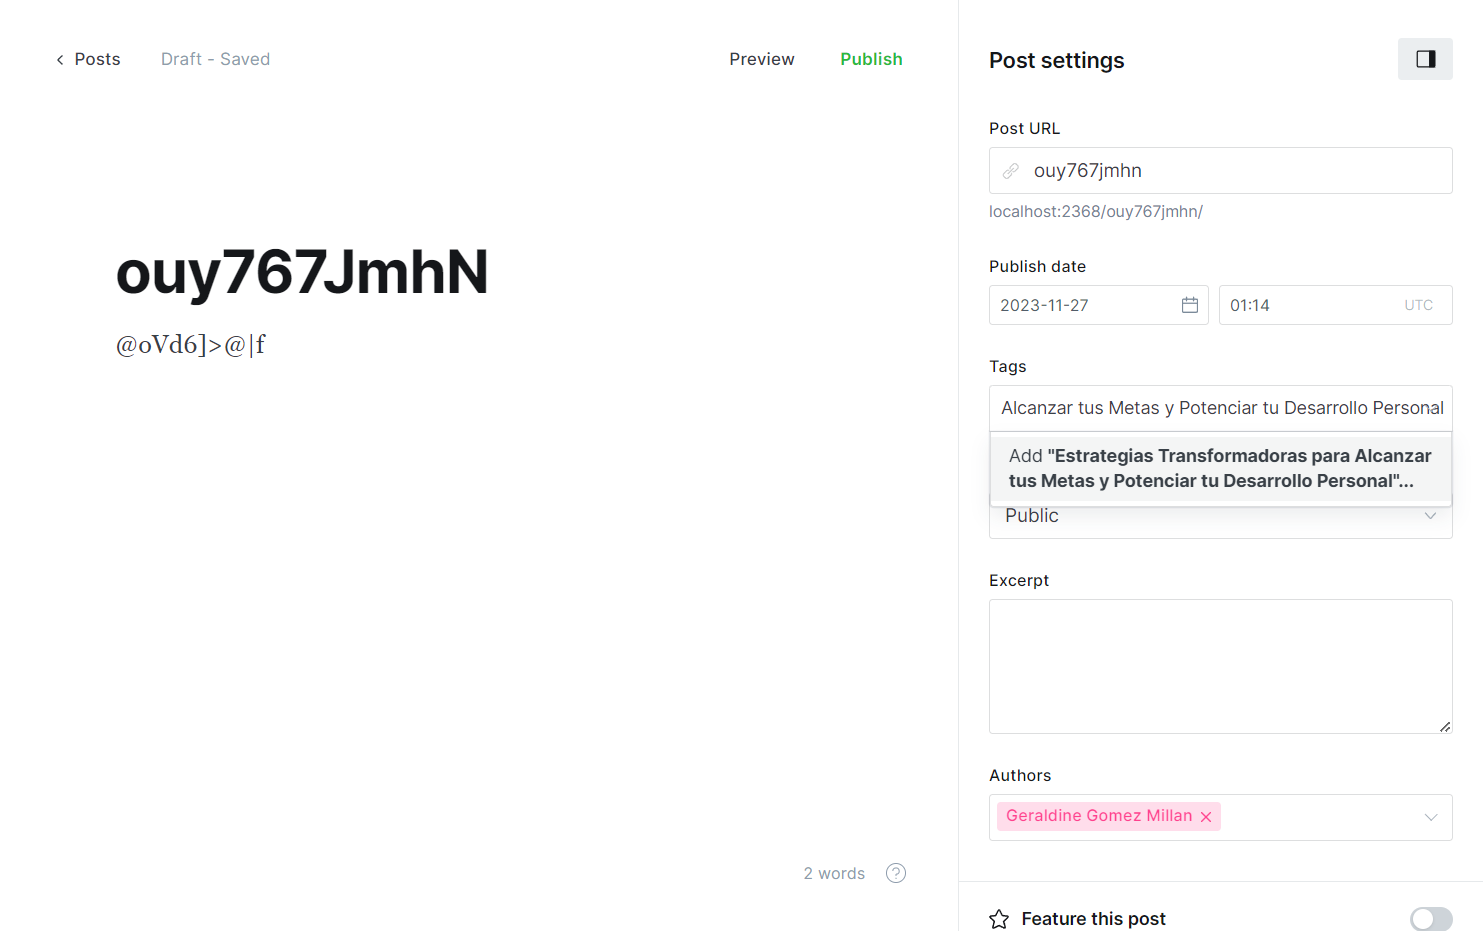 Posts
Draft - Saved
Preview
Publish
ouy767JmhN
@oVd6]>@|f
2 words
?
Post settings
Post URL
ouy767jmhn
localhost:2368/ouy767jmhn/
Publish date
2023-11-27
01:14
UTC
Tags
Alcanzar tus Metas y Potenciar tu Desarrollo Personal
Add "Estrategias Transformadoras para Alcanzar
tus Metas y Potenciar tu Desarrollo Personal"...
Public
Excerpt
Authors
Geraldine Gomez Millan
Feature this post